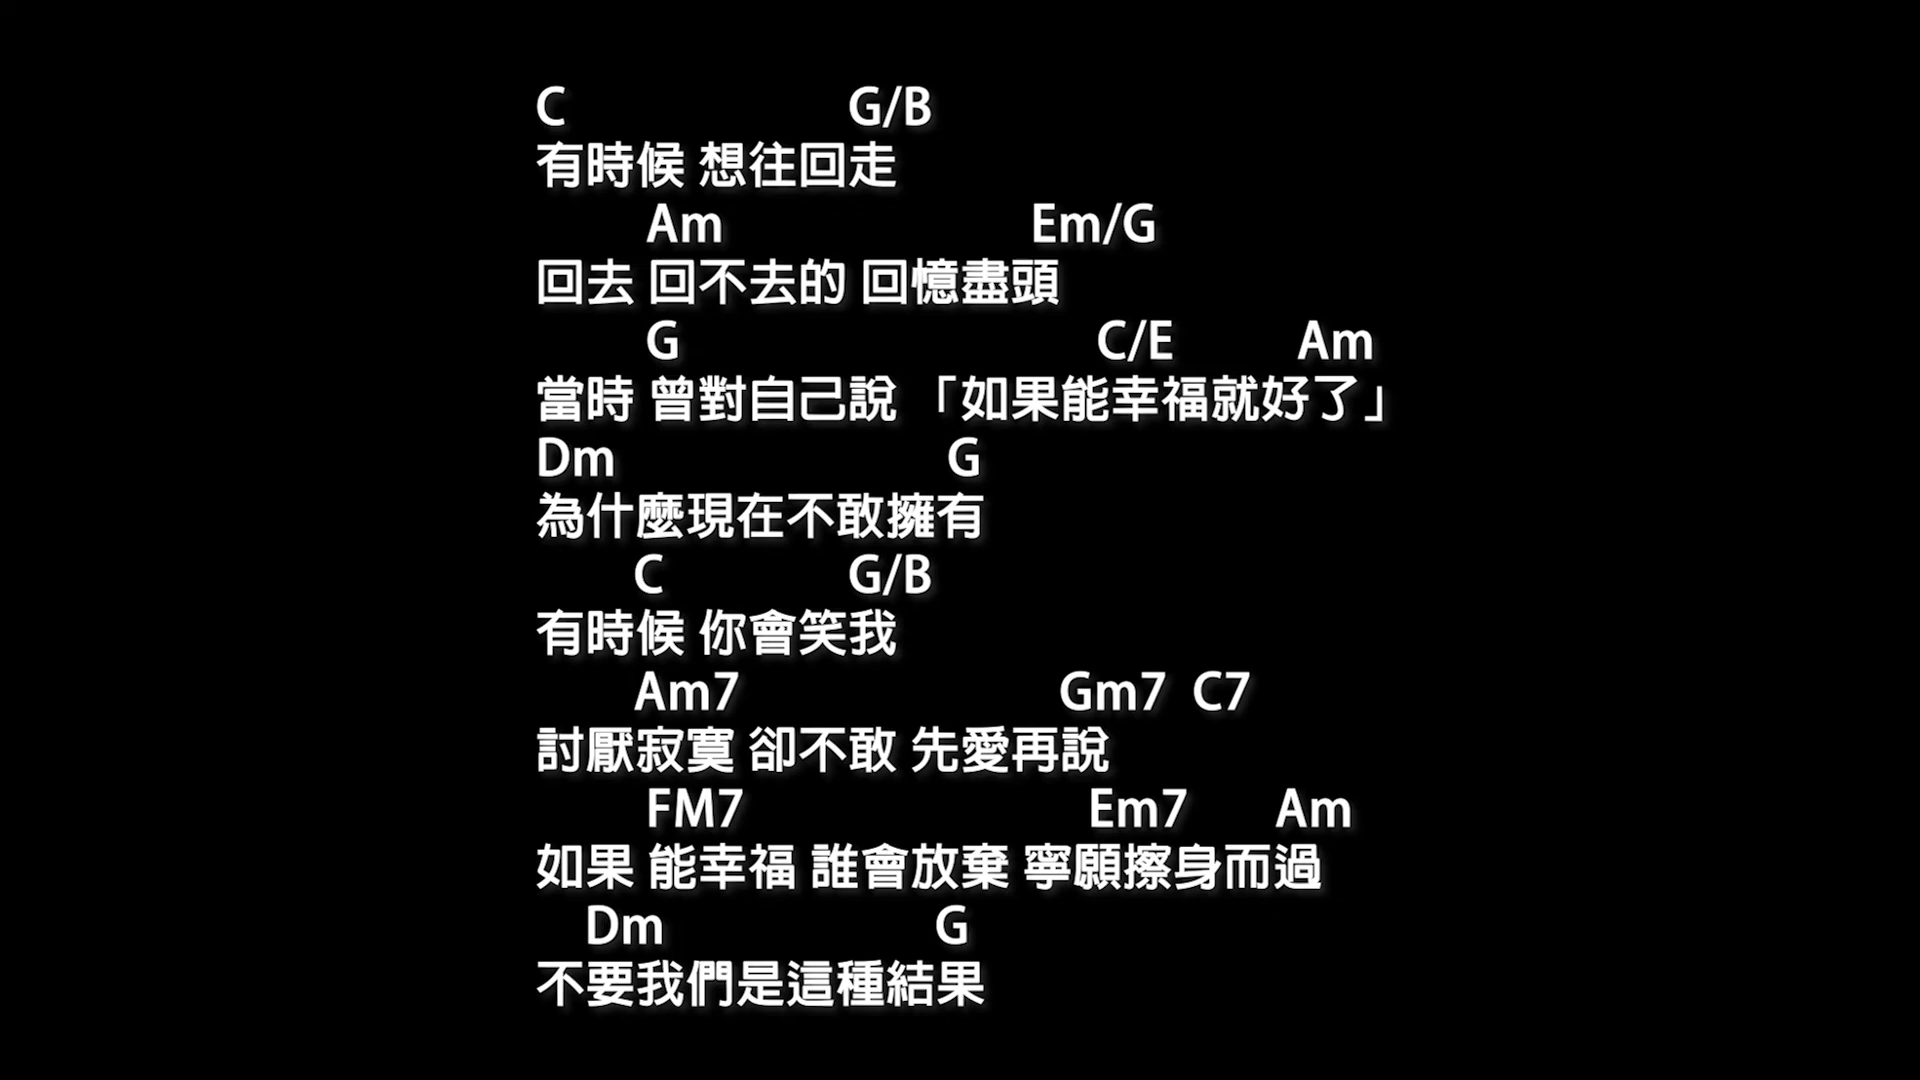 C G/B
有時候 想往回走
Am Em/G
回去 回不去的 回憶盡頭
G C/E Am
當時 曾對自己說 「如果能幸福就好了」
Dm G
為什麼現在不敢擁有
C G/B
有時候 你會笑我
Am7 Gm7 C7
討厭寂寞 卻不敢 先愛再說
FM7 Em7 Am
如果 能幸福 誰會放棄 寧願擦身而過
Dm G
不要我們是這種結果